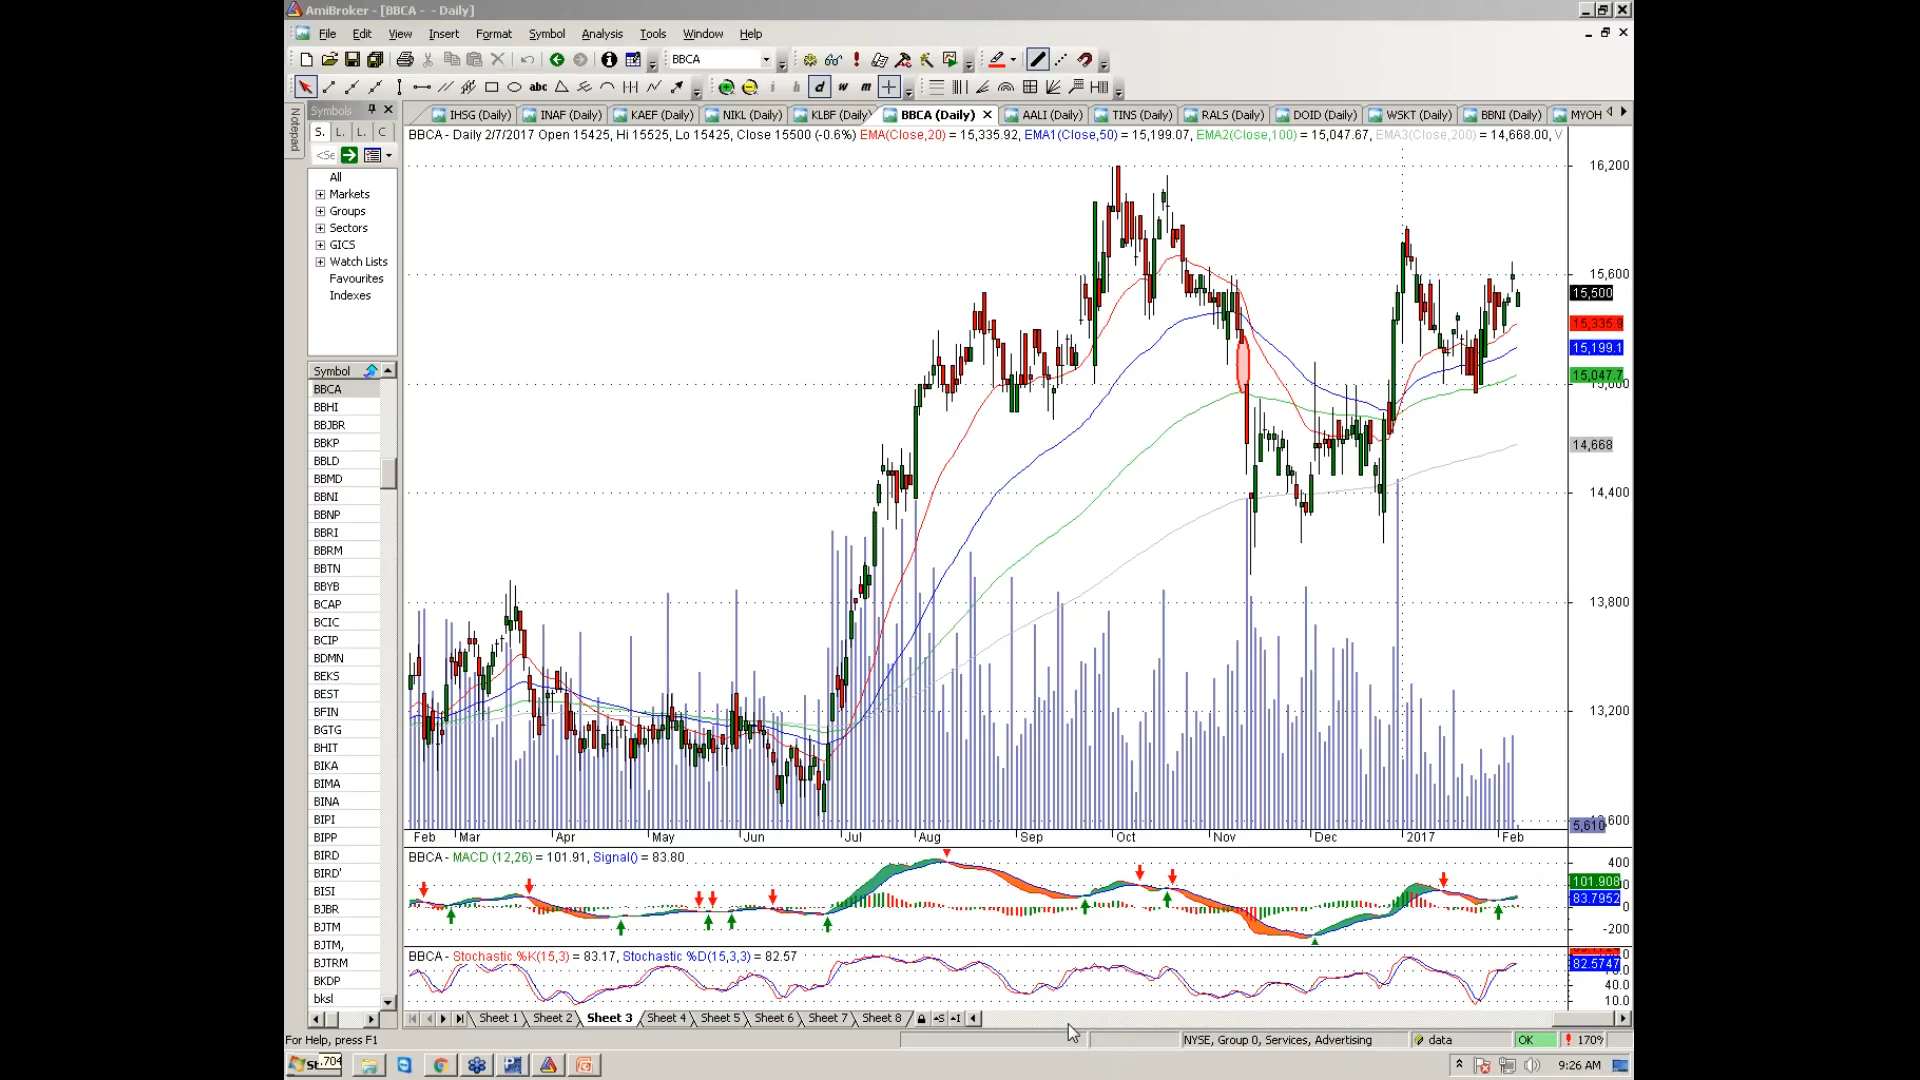 AmiBroker - [BBCA - - Daily]
File Edit View Insert Format Symbol Analysis Tools Window Help
BBCA
abc d w m
Notepad
Symbols
S. L. L. C
<Se
All
Markets
Groups
Sectors
GICS
Watch Lists
Favourites
Indexes
Symbol
BBCA
BBHI
BBJBR
BBKP
BBLD
BBMD
BBNI
BBNP
BBRI
BBRM
BBTN
BBYB
BCAP
BCIC
BCIP
BDMN
BEKS
BEST
BFIN
BGTG
BHIT
BIKA
BIMA
BINA
BIPI
BIPP
BIRD
BIRD'
BISI
BJBR
BJTM
BJTM,
BJTRM
BKDP
bksl
IHSG (Daily) INAF (Daily) KAEF (Daily) NIKL (Daily) KLBF (Daily) BBCA (Daily) AALI (Daily) TINS (Daily) RALS (Daily) DOID (Daily) WSKT (Daily) BBNI (Daily) MYOH
BBCA - Daily 2/7/2017 Open 15425, Hi 15525, Lo 15425, Close 15500 (-0.6%) EMA(Close,20) = 15,335.92, EMA1(Close,50) = 15,199.07, EMA2(Close,100) = 15,047.67, EMA3(Close,200) = 14,668.00, V
16,200
15,600
15,500
15,335.9
15,199.1
15,047.7
14,668
14,400
13,800
13,200
5,610
Feb Mar Apr May Jun Jul Aug Sep Oct Nov Dec 2017 Feb
BBCA - MACD (12,26) = 101.91, Signal() = 83.80
400
101.908
83.7952
0
-200
BBCA - Stochastic %K(15,3) = 83.17, Stochastic %D(15,3,3) = 82.57
82.5747
40.0
10.0
Sheet 1 Sheet 2 Sheet 3 Sheet 4 Sheet 5 Sheet 6 Sheet 7 Sheet 8
For Help, press F1
NYSE, Group 0, Services, Advertising data OK 170%
St .704
9:26 AM